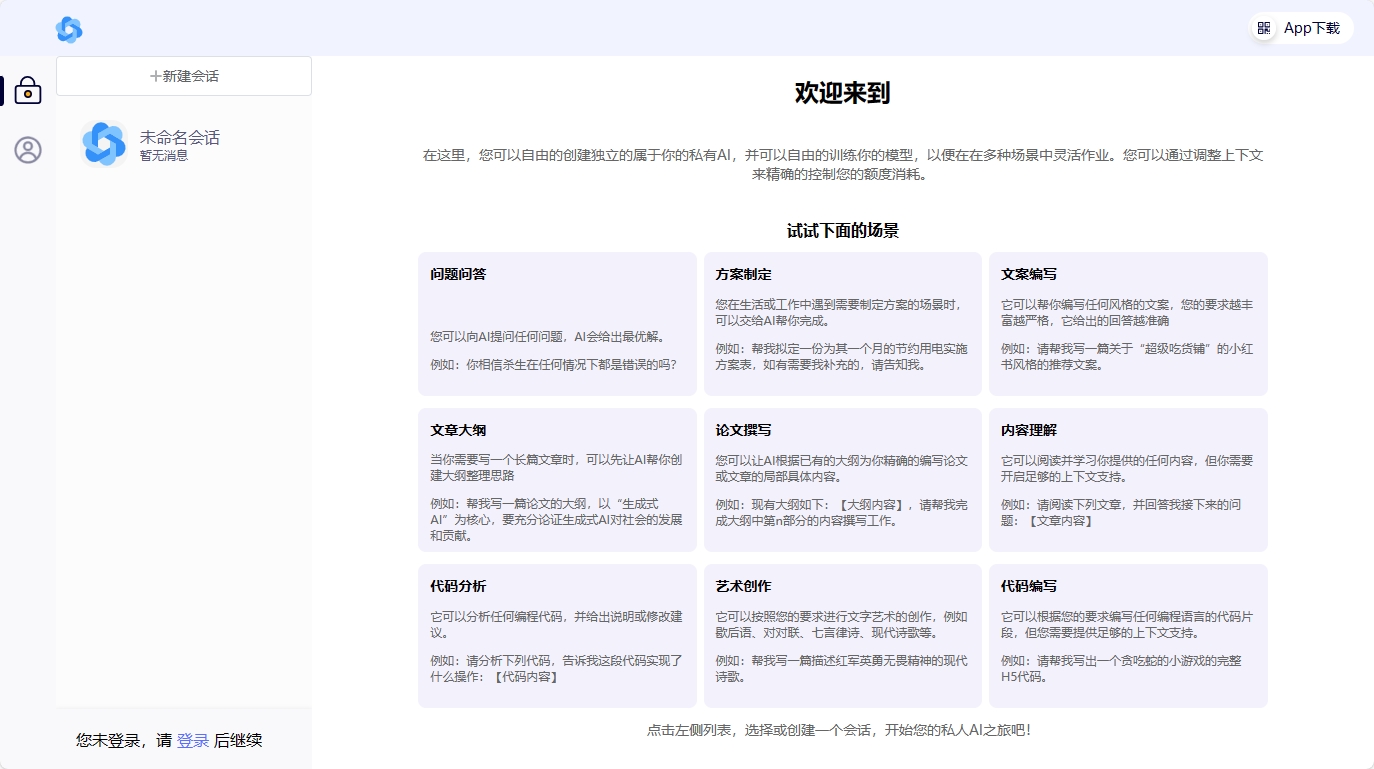 App下载
+新建会话
未命名会话
暂无消息
您未登录，请 登录 后继续
欢迎来到
在这里，您可以自由的创建独立的属于你的私有AI，并可以自由的训练你的模型，以便在在多种场景中灵活作业。您可以通过调整上下文
来精确的控制您的额度消耗。
试试下面的场景
问题问答
您可以向AI提问任何问题，AI会给出最优解。
例如：你相信杀生在任何情况下都是错误的吗?
方案制定
您在生活或工作中遇到需要制定方案的场景时，
可以交给AI帮你完成。
例如：帮我拟定一份为其一个月的节约用电实施
方案表，如有需要我补充的，请告知我。
文案编写
它可以帮你编写任何风格的文案，您的要求越丰
富越严格，它给出的回答越准确
例如：请帮我写一篇关于“超级吃货铺”的小红
书风格的推荐文案。
文章大纲
当你需要写一个长篇文章时，可以先让AI帮你创
建大纲整理思路
例如：帮我写一篇论文的大纲，以“生成式
AI”为核心，要充分论证生成式AI对社会的发展
和贡献。
论文撰写
您可以让AI根据已有的大纲为你精确的编写论文
或文章的局部具体内容。
例如：现有大纲如下：【大纲内容】，请帮我完
成大纲中第n部分的内容撰写工作。
内容理解
它可以阅读并学习你提供的任何内容，但你需要
开启足够的上下文支持。
例如：请阅读下列文章，并回答我接下来的问
题：【文章内容】
代码分析
它可以分析任何编程代码，并给出说明或修改建
议。
例如：请分析下列代码，告诉我这段代码实现了
什么操作：【代码内容】
艺术创作
它可以按照您的要求进行文字艺术的创作，例如
歇后语、对对联、七言律诗、现代诗歌等。
例如：帮我写一篇描述红军英勇无畏精神的现代
诗歌。
代码编写
它可以根据您的要求编写任何编程语言的代码片
段，但您需要提供足够的上下文支持。
例如：请帮我写出一个贪吃蛇的小游戏的完整
H5代码。
点击左侧列表，选择或创建一个会话，开始您的私人AI之旅吧!